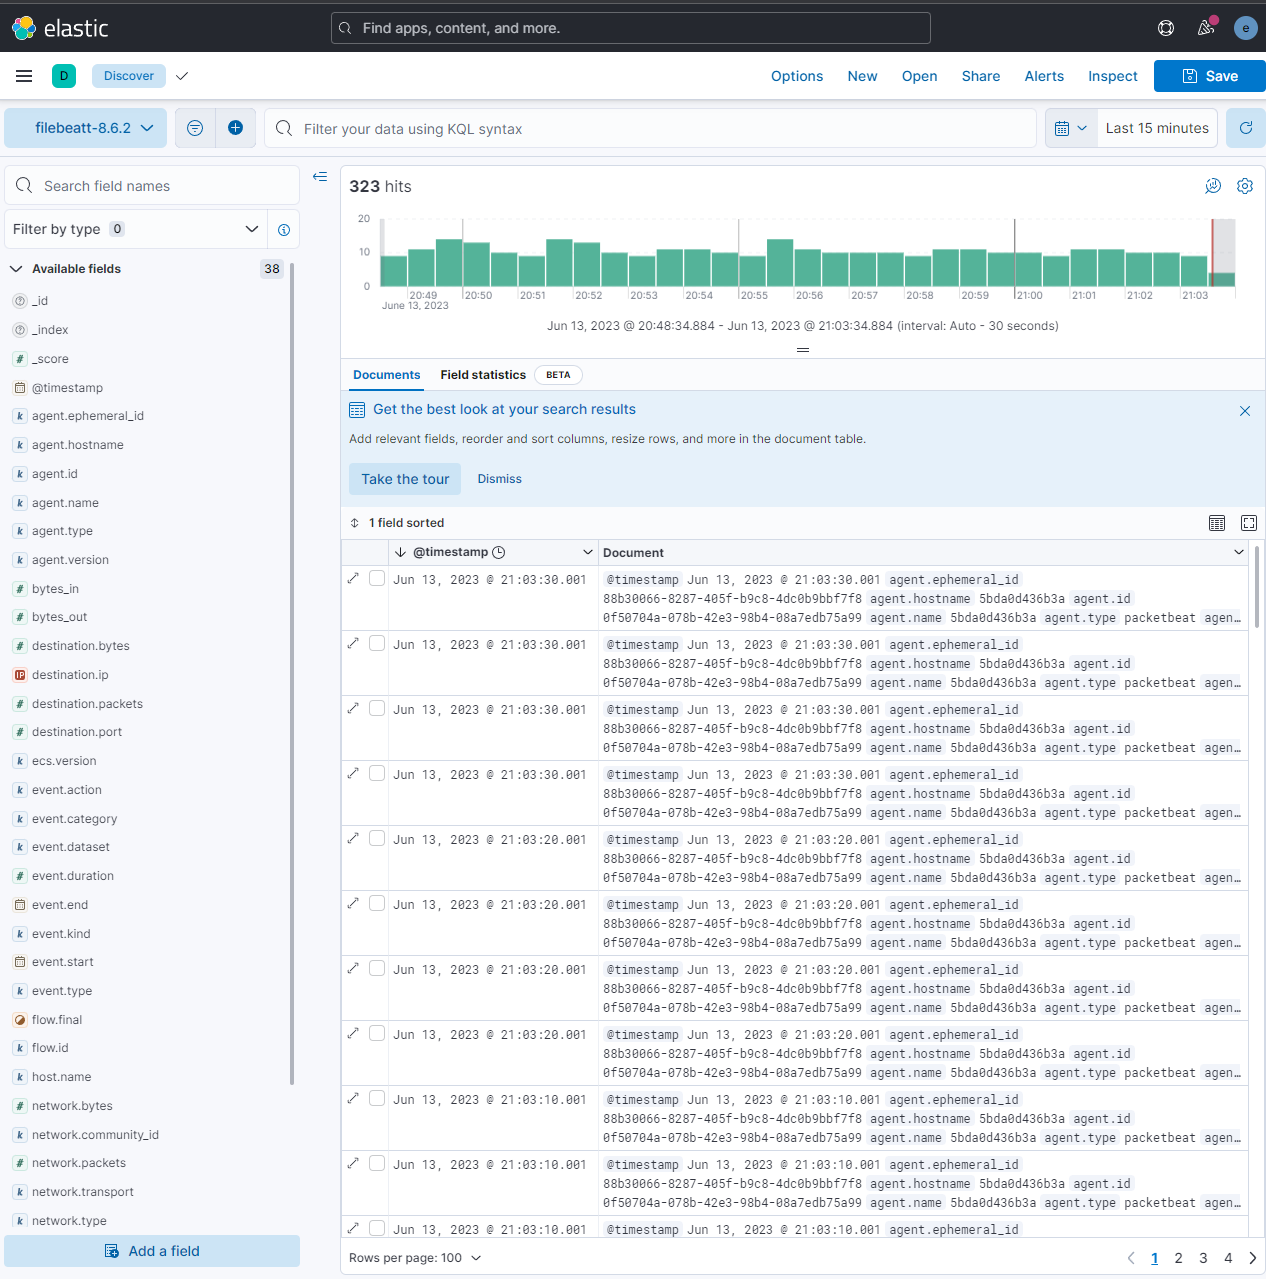 elastic
Find apps, content, and more.
e
D
Discover
Options New Open Share Alerts Inspect Save
filebeatt-8.6.2
Filter your data using KQL syntax
Last 15 minutes
Search field names
Filter by type 0
Available fields 38
_id
_index
# _score
@timestamp
k agent.ephemeral_id
k agent.hostname
k agent.id
k agent.name
k agent.type
k agent.version
# bytes_in
# bytes_out
# destination.bytes
IP destination.ip
# destination.packets
# destination.port
k ecs.version
k event.action
k event.category
k event.dataset
# event.duration
event.end
k event.kind
event.start
k event.type
flow.final
k flow.id
k host.name
# network.bytes
k network.community_id
# network.packets
k network.transport
k network.type
Add a field
323 hits
20
10
0
20:49 20:50 20:51 20:52 20:53 20:54 20:55 20:56 20:57 20:58 20:59 21:00 21:01 21:02 21:03
June 13, 2023
Jun 13, 2023 @ 20:48:34.884 - Jun 13, 2023 @ 21:03:34.884 (interval: Auto - 30 seconds)
Documents Field statistics BETA
Get the best look at your search results
Add relevant fields, reorder and sort columns, resize rows, and more in the document table.
Take the tour Dismiss
1 field sorted
@timestamp Document
Jun 13, 2023 @ 21:03:30.001 @timestamp Jun 13, 2023 @ 21:03:30.001 agent.ephemeral_id
88b30066-8287-405f-b9c8-4dc0b9bbf7f8 agent.hostname 5bda0d436b3a agent.id
0f50704a-078b-42e3-98b4-08a7edb75a99 agent.name 5bda0d436b3a agent.type packetbeat agen…
Jun 13, 2023 @ 21:03:30.001 @timestamp Jun 13, 2023 @ 21:03:30.001 agent.ephemeral_id
88b30066-8287-405f-b9c8-4dc0b9bbf7f8 agent.hostname 5bda0d436b3a agent.id
0f50704a-078b-42e3-98b4-08a7edb75a99 agent.name 5bda0d436b3a agent.type packetbeat agen…
Jun 13, 2023 @ 21:03:30.001 @timestamp Jun 13, 2023 @ 21:03:30.001 agent.ephemeral_id
88b30066-8287-405f-b9c8-4dc0b9bbf7f8 agent.hostname 5bda0d436b3a agent.id
0f50704a-078b-42e3-98b4-08a7edb75a99 agent.name 5bda0d436b3a agent.type packetbeat agen…
Jun 13, 2023 @ 21:03:30.001 @timestamp Jun 13, 2023 @ 21:03:30.001 agent.ephemeral_id
88b30066-8287-405f-b9c8-4dc0b9bbf7f8 agent.hostname 5bda0d436b3a agent.id
0f50704a-078b-42e3-98b4-08a7edb75a99 agent.name 5bda0d436b3a agent.type packetbeat agen…
Jun 13, 2023 @ 21:03:20.001 @timestamp Jun 13, 2023 @ 21:03:20.001 agent.ephemeral_id
88b30066-8287-405f-b9c8-4dc0b9bbf7f8 agent.hostname 5bda0d436b3a agent.id
0f50704a-078b-42e3-98b4-08a7edb75a99 agent.name 5bda0d436b3a agent.type packetbeat agen…
Jun 13, 2023 @ 21:03:20.001 @timestamp Jun 13, 2023 @ 21:03:20.001 agent.ephemeral_id
88b30066-8287-405f-b9c8-4dc0b9bbf7f8 agent.hostname 5bda0d436b3a agent.id
0f50704a-078b-42e3-98b4-08a7edb75a99 agent.name 5bda0d436b3a agent.type packetbeat agen…
Jun 13, 2023 @ 21:03:20.001 @timestamp Jun 13, 2023 @ 21:03:20.001 agent.ephemeral_id
88b30066-8287-405f-b9c8-4dc0b9bbf7f8 agent.hostname 5bda0d436b3a agent.id
0f50704a-078b-42e3-98b4-08a7edb75a99 agent.name 5bda0d436b3a agent.type packetbeat agen…
Jun 13, 2023 @ 21:03:20.001 @timestamp Jun 13, 2023 @ 21:03:20.001 agent.ephemeral_id
88b30066-8287-405f-b9c8-4dc0b9bbf7f8 agent.hostname 5bda0d436b3a agent.id
0f50704a-078b-42e3-98b4-08a7edb75a99 agent.name 5bda0d436b3a agent.type packetbeat agen…
Jun 13, 2023 @ 21:03:10.001 @timestamp Jun 13, 2023 @ 21:03:10.001 agent.ephemeral_id
88b30066-8287-405f-b9c8-4dc0b9bbf7f8 agent.hostname 5bda0d436b3a agent.id
0f50704a-078b-42e3-98b4-08a7edb75a99 agent.name 5bda0d436b3a agent.type packetbeat agen…
Jun 13, 2023 @ 21:03:10.001 @timestamp Jun 13, 2023 @ 21:03:10.001 agent.ephemeral_id
88b30066-8287-405f-b9c8-4dc0b9bbf7f8 agent.hostname 5bda0d436b3a agent.id
0f50704a-078b-42e3-98b4-08a7edb75a99 agent.name 5bda0d436b3a agent.type packetbeat agen…
Jun 13, 2023 @ 21:03:10.001 @timestamp Jun 13, 2023 @ 21:03:10.001 agent.ephemeral_id
Rows per page: 100 1 2 3 4